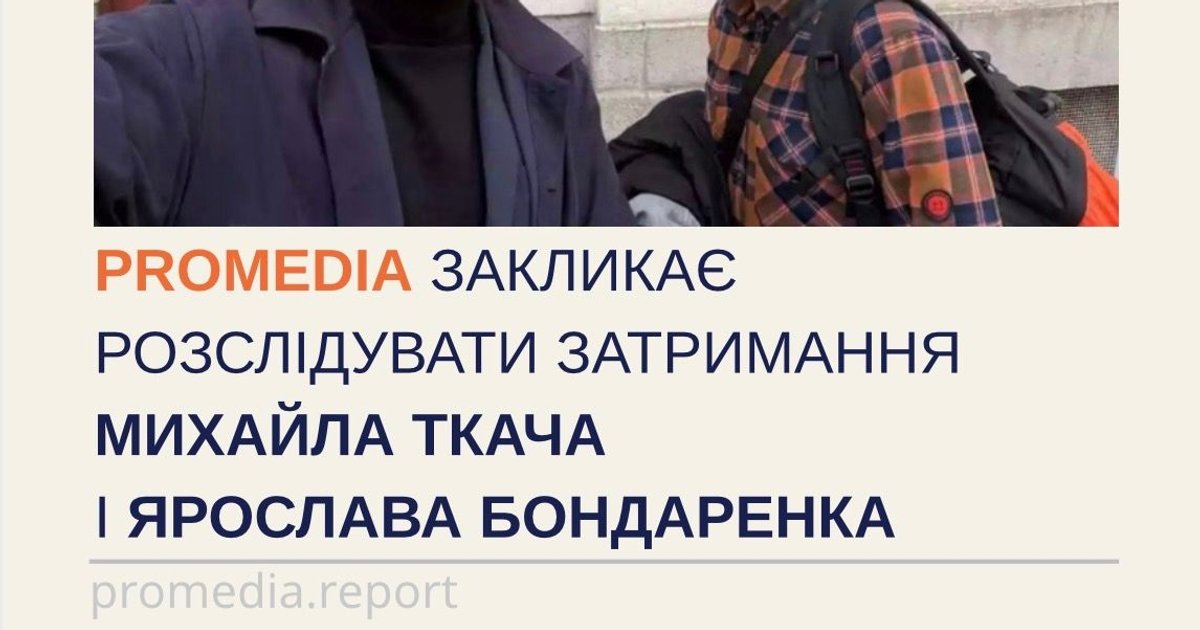 PROMEDIA ЗАКЛИКАЄ
РОЗСЛІДУВАТИ ЗАТРИМАННЯ
МИХАЙЛА ТКАЧА
І ЯРОСЛАВА БОНДАРЕНКА
promedia.report